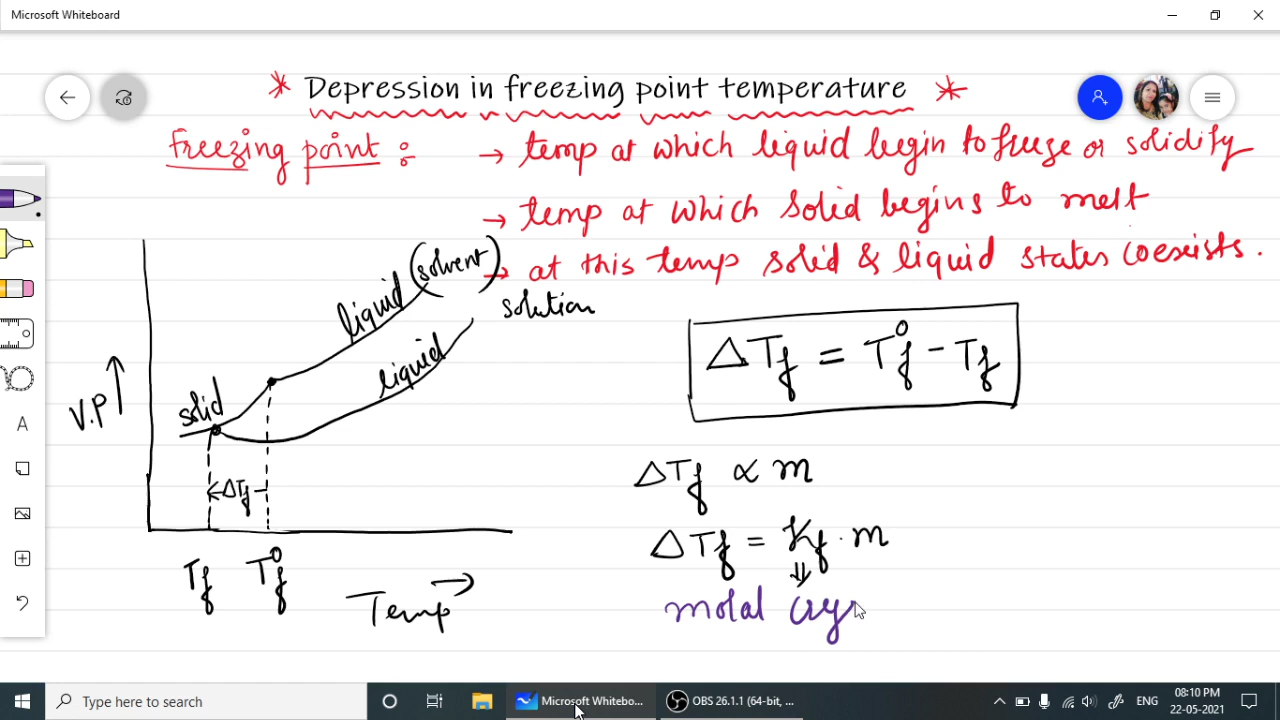 Microsoft Whiteboard
* Depression in freezing point temperature *
Freezing point : → temp at which liquid begin to freeze or solidify
→ temp at which solid begins to melt
→ at this temp solid & liquid states coexists.
liquid (solvent)
solution
liquid
solid
V.P ↑
ΔTf
Tf Tf⁰
Temp →
ΔTf = Tf⁰ - Tf
ΔTf ∝ m
ΔTf = Kf . m
molal cry
A
Type here to search
Microsoft Whitebo...
OBS 26.1.1 (64-bit, ...
ENG
08:10 PM
22-05-2021